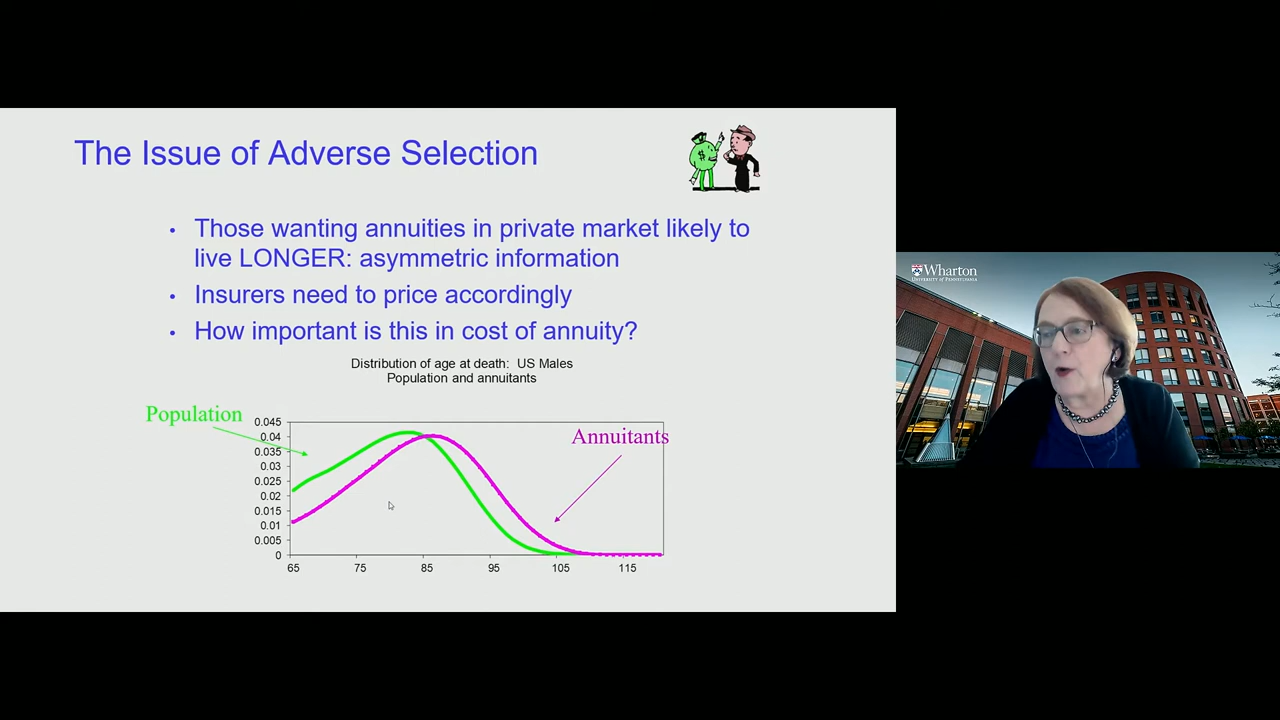 The Issue of Adverse Selection
$
• Those wanting annuities in private market likely to
live LONGER: asymmetric information
• Insurers need to price accordingly
• How important is this in cost of annuity?
Distribution of age at death: US Males
Population and annuitants
Population
Annuitants
0.045
0.04
0.035
0.03
0.025
0.02
0.015
0.01
0.005
0
65 75 85 95 105 115
Wharton
UNIVERSITY of PENNSYLVANIA